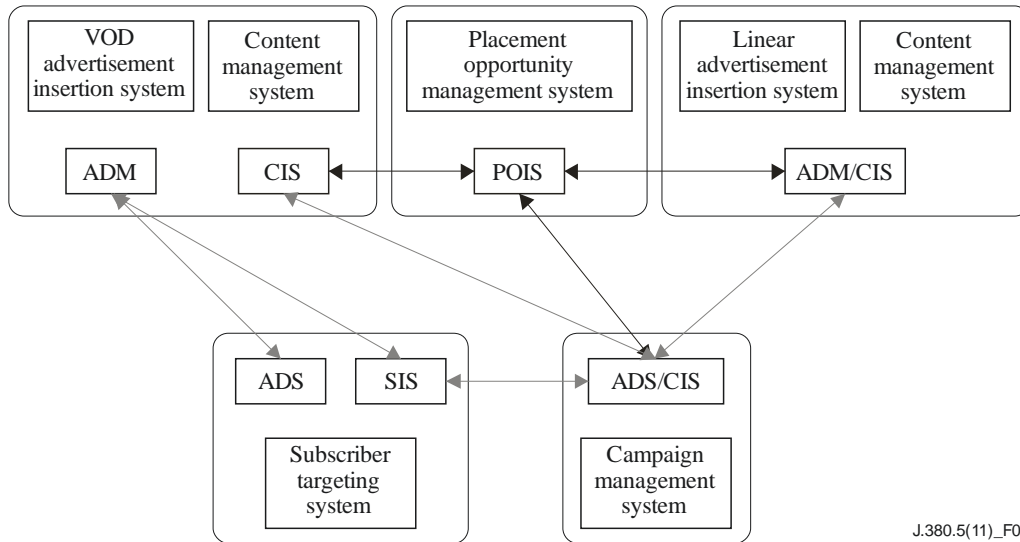 VOD
advertisement
insertion system
Content
management
system
Placement
opportunity
management system
Linear
advertisement
insertion system
Content
management
system
ADM
CIS
POIS
ADM/CIS
ADS
SIS
ADS/CIS
Subscriber
targeting
system
Campaign
management
system
J.380.5(11)_F0